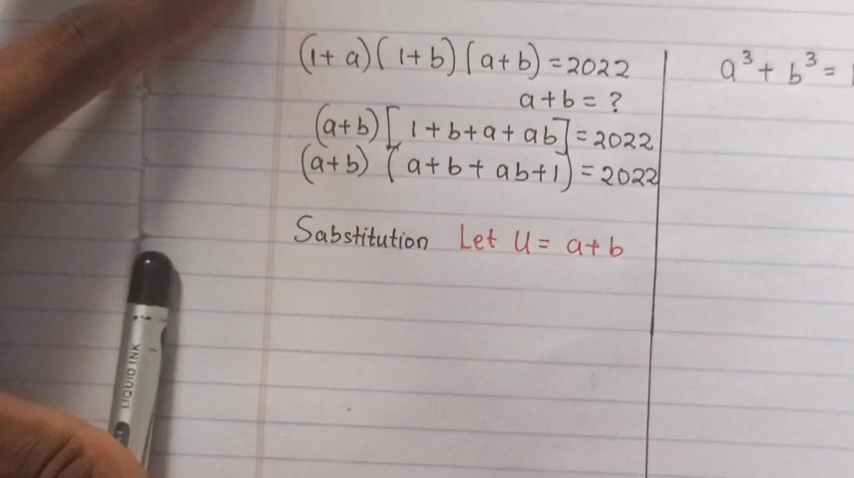 (1+a)(1+b)(a+b)=2022
a+b=?
(a+b)[1+b+a+ab]=2022
(a+b) (a+b+ab+1)=2022
Sabstitution Let U= a+b
a³+b³=
LIQUID INK